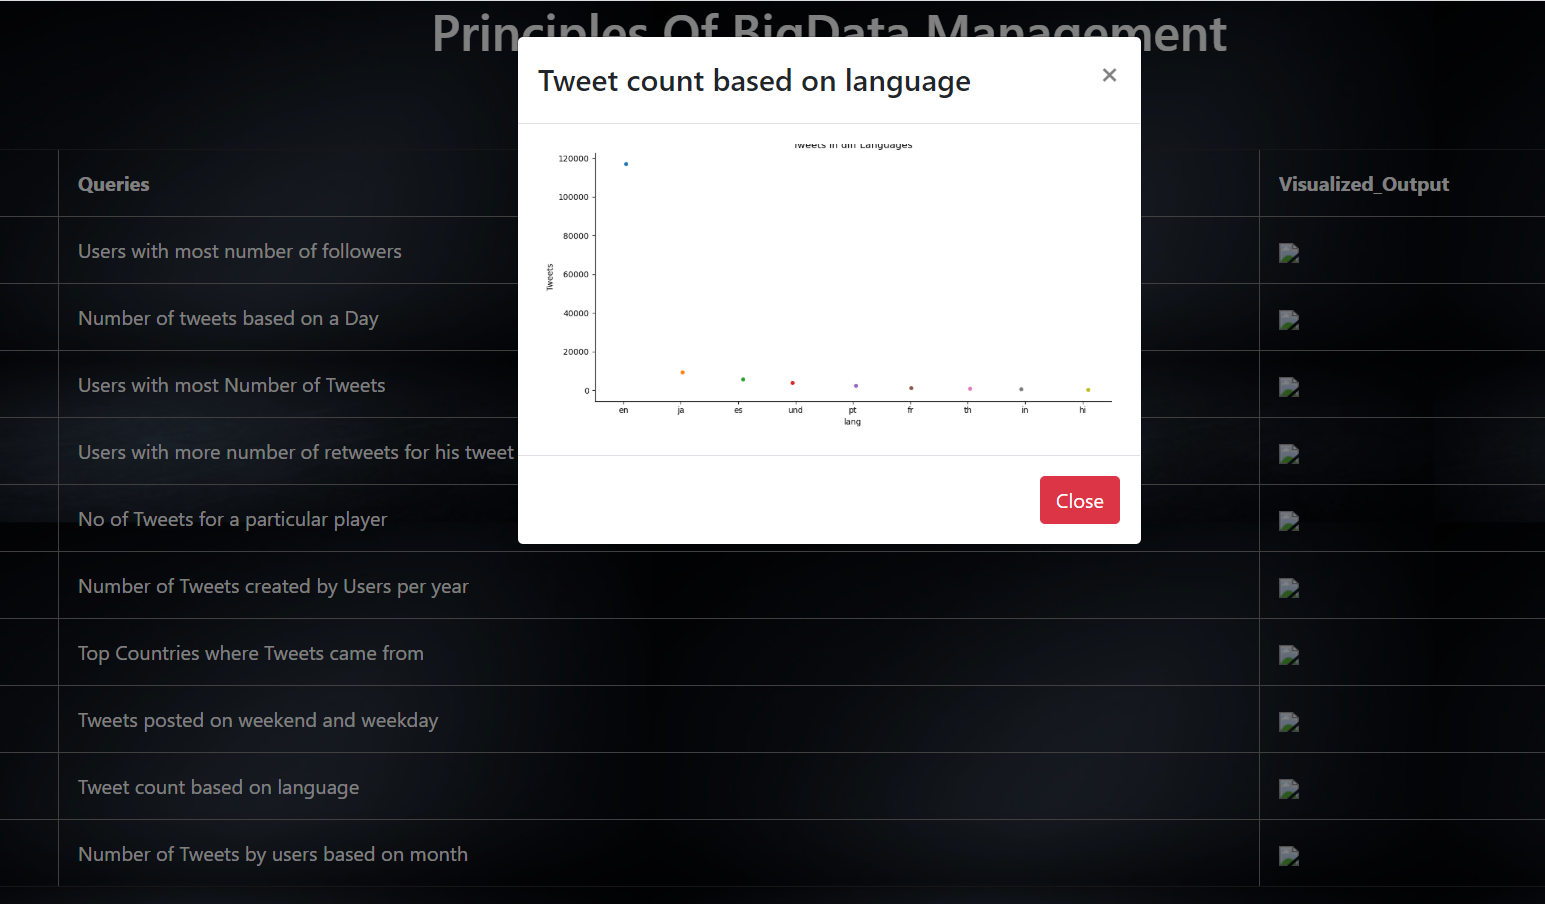 Principles Of BigData Management
Tweet count based on language
×
Tweets in diff Languages
120000
100000
80000
60000
40000
20000
0
Tweets
en ja es und pt fr th in hi
lang
Close
Queries Visualized_Output
Users with most number of followers
Number of tweets based on a Day
Users with most Number of Tweets
Users with more number of retweets for his tweet
No of Tweets for a particular player
Number of Tweets created by Users per year
Top Countries where Tweets came from
Tweets posted on weekend and weekday
Tweet count based on language
Number of Tweets by users based on month